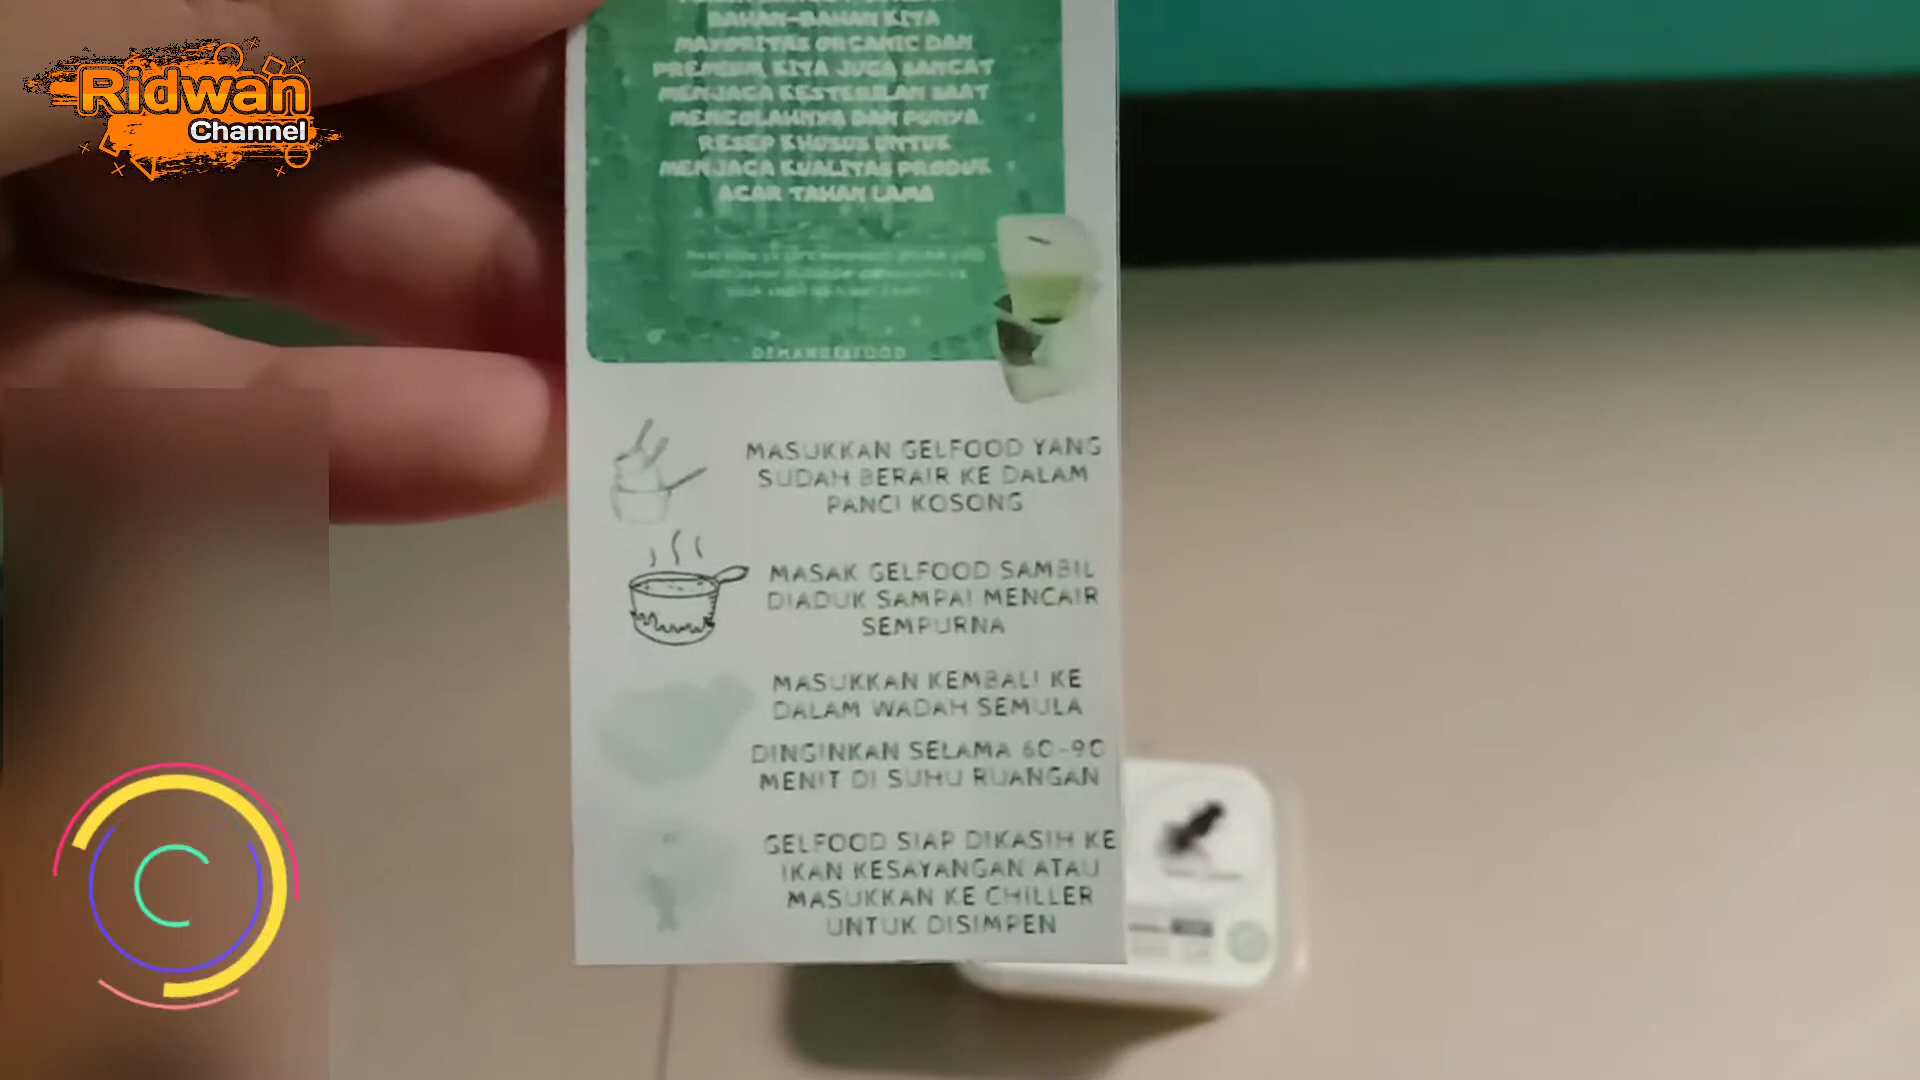 Ridwan
Channel
BAHAN-BAHAN KITA
MAYORITAS ORGANIC DAN
PREMIUM, KITA JUGA SANGAT
MENJAGA KESTERILAN SAAT
MENGOLAHNYA DAN PUNYA
RESEP KHUSUS UNTUK
MENJAGA KUALITAS PRODUK
AGAR TAHAN LAMA
MASUKKAN GELFOOD YANG
SUDAH BERAIR KE DALAM
PANCI KOSONG
MASAK GELFOOD SAMBIL
DIADUK SAMPAI MENCAIR
SEMPURNA
MASUKKAN KEMBALI KE
DALAM WADAH SEMULA
DINGINKAN SELAMA 60-90
MENIT DI SUHU RUANGAN
GELFOOD SIAP DIKASIH KE
IKAN KESAYANGAN ATAU
MASUKKAN KE CHILLER
UNTUK DISIMPEN